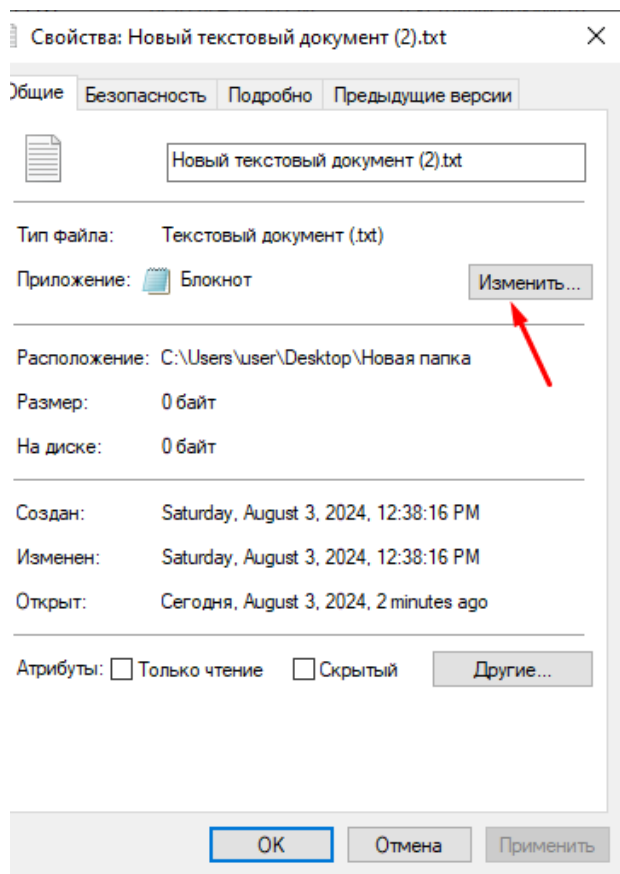 Свойства: Новый текстовый документ (2).txt
Общие Безопасность Подробно Предыдущие версии
Новый текстовый документ (2).txt
Тип файла: Текстовый документ (.txt)
Приложение: Блокнот Изменить...
Расположение: C:\Users\user\Desktop\Новая папка
Размер: 0 байт
На диске: 0 байт
Создан: Saturday, August 3, 2024, 12:38:16 PM
Изменен: Saturday, August 3, 2024, 12:38:16 PM
Открыт: Сегодня, August 3, 2024, 2 minutes ago
Атрибуты: Только чтение Скрытый Другие...
ОК Отмена Применить